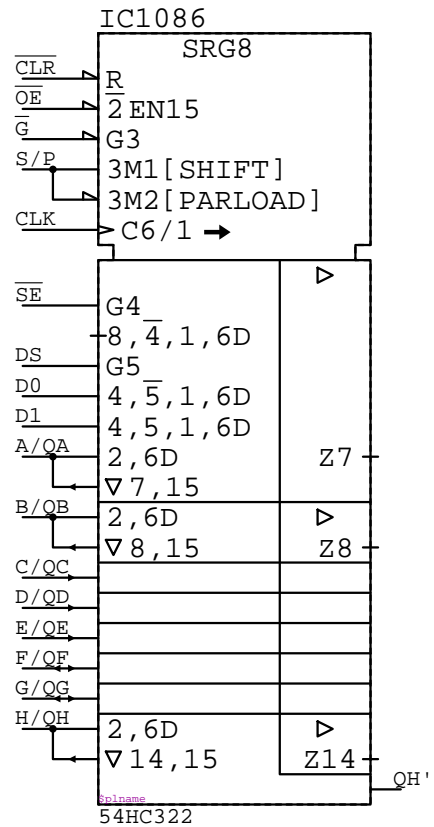 IC1086
SRG8
CLR
R
OE
2EN15
G
G3
S/P
3M1[SHIFT]
3M2[PARLOAD]
CLK
C6/1
SE
G4
8,4,1,6D
DS
G5
D0
4,5,1,6D
D1
4,5,1,6D
A/QA
2,6D
Z7
7,15
B/QB
2,6D
8,15
Z8
C/QC
D/QD
E/QE
F/QF
G/QG
H/QH
2,6D
14,15
Z14
QH'
$plname
54HC322